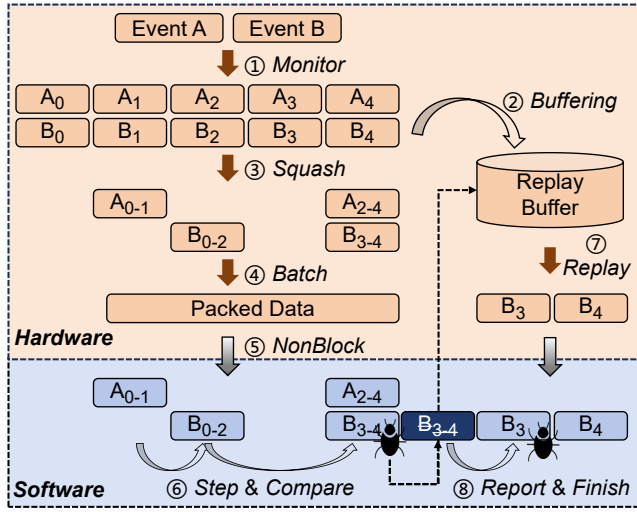 Event A Event B
① Monitor
A₀ A₁ A₂ A₃ A₄
② Buffering
B₀ B₁ B₂ B₃ B₄
③ Squash
Replay
Buffer
A₀₋₁ A₂₋₄
B₀₋₂ B₃₋₄
⑦
Replay
④ Batch
Packed Data
B₃ B₄
Hardware
⑤ NonBlock
A₀₋₁ A₂₋₄
B₀₋₂ B₃₋₄ B₃₋₄ B₃ B₄
Software
⑥ Step & Compare
⑧ Report & Finish